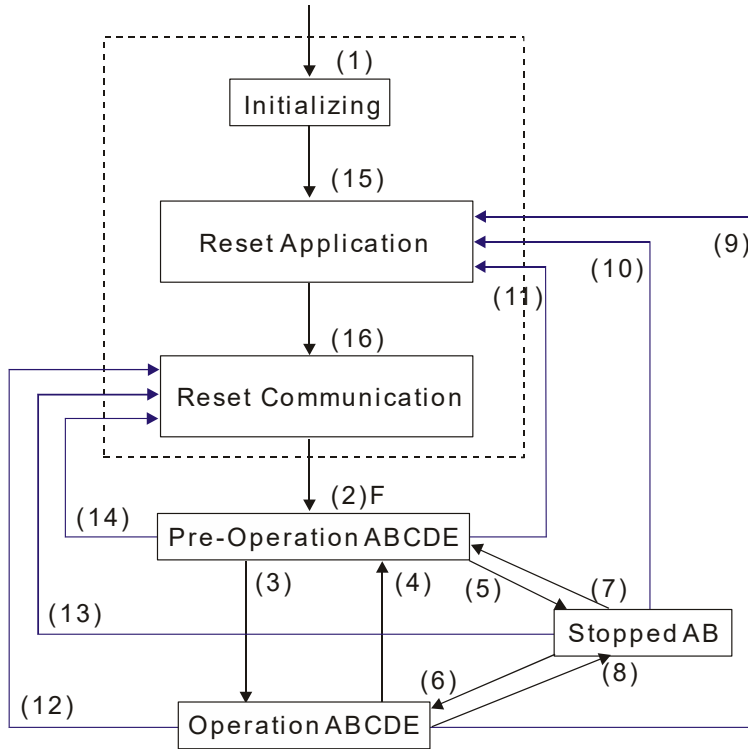 (1)
Initializing
(15)
Reset Application
(9)
(10)
(11)
(16)
Reset Communication
(2)F
(14)
Pre-Operation ABCDE
(3)
(4)
(5)
(7)
(13)
Stopped AB
(6)
(8)
(12)
Operation ABCDE